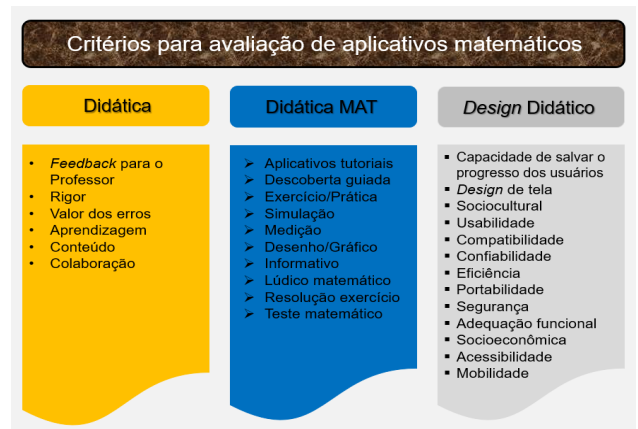 Critérios para avaliação de aplicativos matemáticos
Didática
• Feedback para o
Professor
• Rigor
• Valor dos erros
• Aprendizagem
• Conteúdo
• Colaboração
Didática MAT
➢ Aplicativos tutoriais
➢ Descoberta guiada
➢ Exercício/Prática
➢ Simulação
➢ Medição
➢ Desenho/Gráfico
➢ Informativo
➢ Lúdico matemático
➢ Resolução exercício
➢ Teste matemático
Design Didático
▪ Capacidade de salvar o
progresso dos usuários
▪ Design de tela
▪ Sociocultural
▪ Usabilidade
▪ Compatibilidade
▪ Confiabilidade
▪ Eficiência
▪ Portabilidade
▪ Segurança
▪ Adequação funcional
▪ Socioeconômica
▪ Acessibilidade
▪ Mobilidade